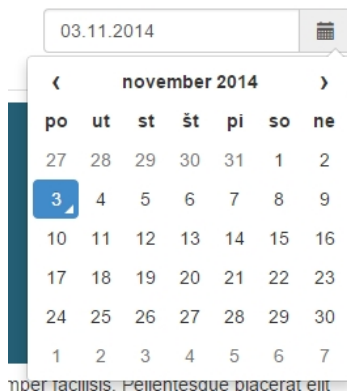 03.11.2014
‹ november 2014 ›
po ut st št pi so ne
27 28 29 30 31 1 2
3 4 5 6 7 8 9
10 11 12 13 14 15 16
17 18 19 20 21 22 23
24 25 26 27 28 29 30
1 2 3 4 5 6 7
mber facilisis. Pellentesque placerat elit